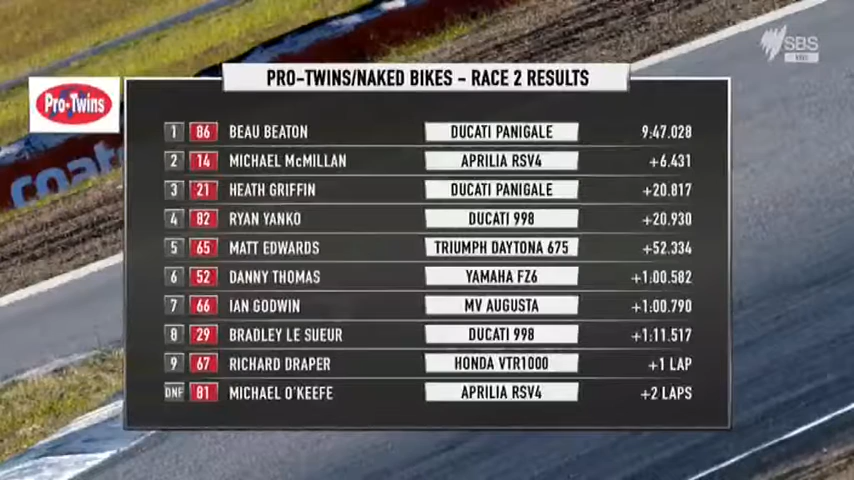 SBS
PRO-TWINS/NAKED BIKES - RACE 2 RESULTS
Pro-Twins
1 86 BEAU BEATON DUCATI PANIGALE 9:47.028
2 14 MICHAEL McMILLAN APRILIA RSV4 +6.431
3 21 HEATH GRIFFIN DUCATI PANIGALE +20.817
4 82 RYAN YANKO DUCATI 998 +20.930
5 65 MATT EDWARDS TRIUMPH DAYTONA 675 +52.334
6 52 DANNY THOMAS YAMAHA FZ6 +1:00.582
7 66 IAN GODWIN MV AUGUSTA +1:00.790
8 29 BRADLEY LE SUEUR DUCATI 998 +1:11.517
9 67 RICHARD DRAPER HONDA VTR1000 +1 LAP
DNF 81 MICHAEL O'KEEFE APRILIA RSV4 +2 LAPS